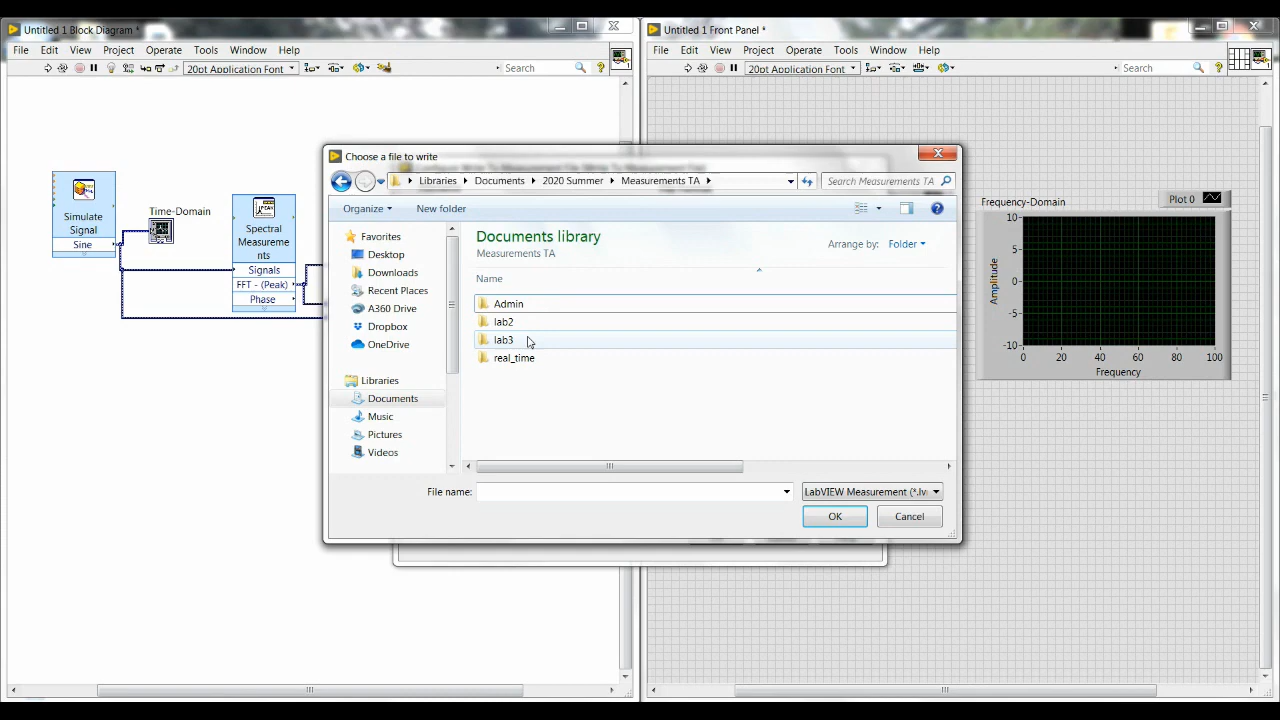 Untitled 1 Block Diagram *
File Edit View Project Operate Tools Window Help
20pt Application Font
Search
Simulate
Signal
Sine
Time-Domain
Spectral
Measureme
nts
Signals
FFT - (Peak)
Phase
Untitled 1 Front Panel *
File Edit View Project Operate Tools Window Help
20pt Application Font
Search
Frequency-Domain
Plot 0
Amplitude
10
5
0
-5
-10
0 20 40 60 80 100
Frequency
Choose a file to write
Libraries Documents 2020 Summer Measurements TA
Search Measurements TA
Organize New folder
Favorites
Desktop
Downloads
Recent Places
A360 Drive
Dropbox
OneDrive
Libraries
Documents
Music
Pictures
Videos
Documents library
Measurements TA
Arrange by: Folder
Name
Admin
lab2
lab3
real_time
File name:
LabVIEW Measurement (*.lv
OK Cancel